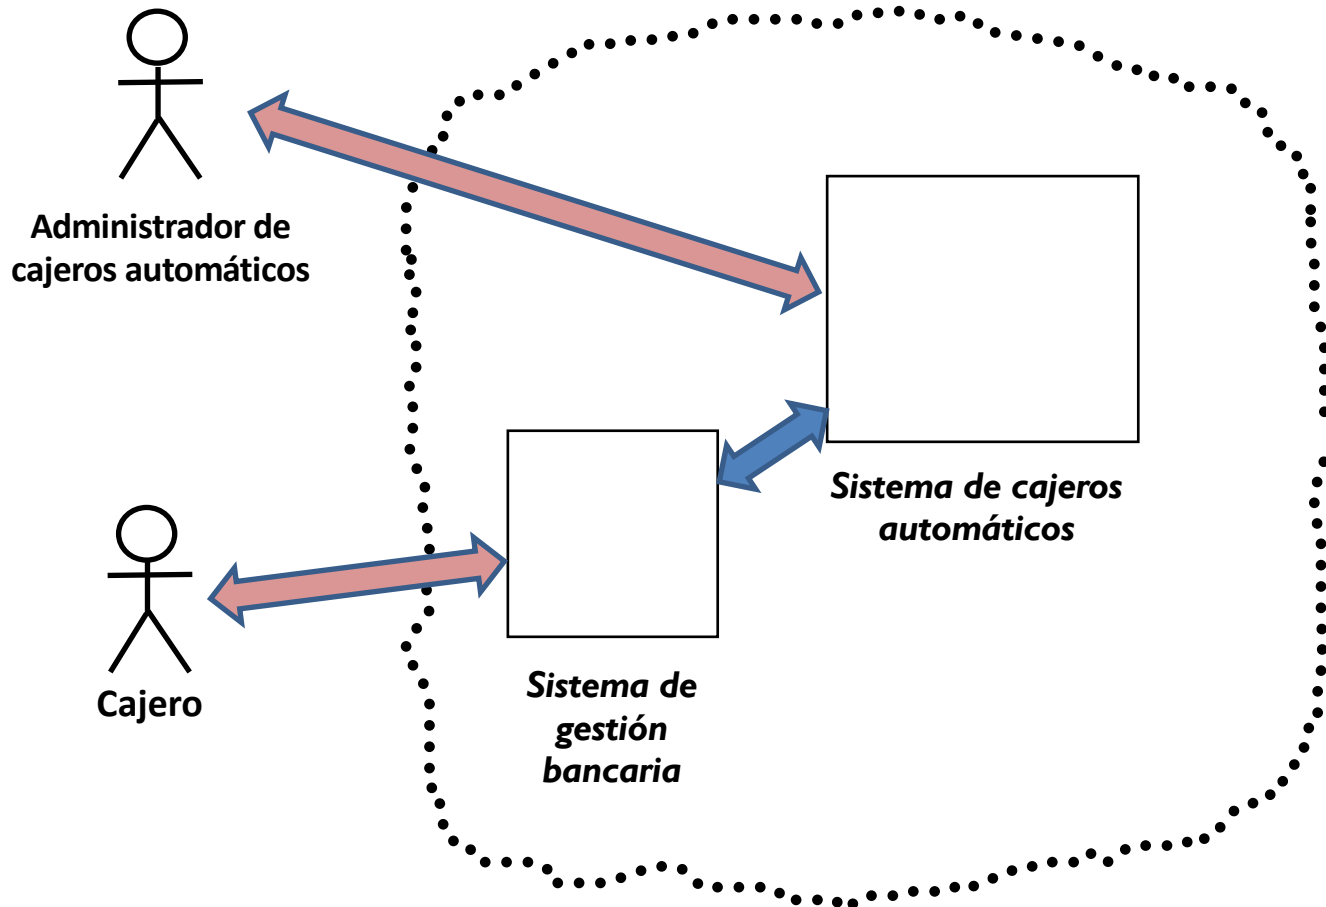 Administrador de
cajeros automáticos
Sistema de cajeros
automáticos
Cajero
Sistema de
gestión
bancaria